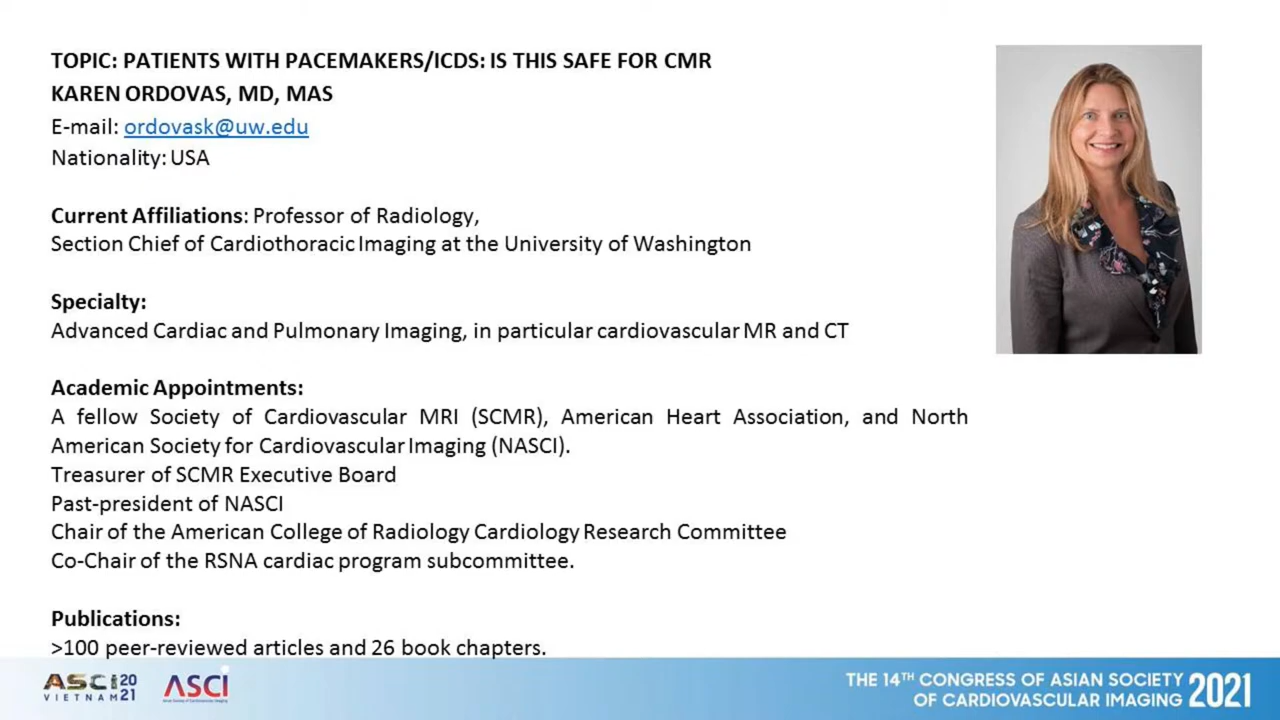 TOPIC: PATIENTS WITH PACEMAKERS/ICDS: IS THIS SAFE FOR CMR
KAREN ORDOVAS, MD, MAS
E-mail: ordovask@uw.edu
Nationality: USA
Current Affiliations: Professor of Radiology,
Section Chief of Cardiothoracic Imaging at the University of Washington
Specialty:
Advanced Cardiac and Pulmonary Imaging, in particular cardiovascular MR and CT
Academic Appointments:
A fellow Society of Cardiovascular MRI (SCMR), American Heart Association, and North
American Society for Cardiovascular Imaging (NASCI).
Treasurer of SCMR Executive Board
Past-president of NASCI
Chair of the American College of Radiology Cardiology Research Committee
Co-Chair of the RSNA cardiac program subcommittee.
Publications:
>100 peer-reviewed articles and 26 book chapters.
ASCI 2021
VIETNAM
ASCI
Asian Society of Cardiovascular Imaging
THE 14TH CONGRESS OF ASIAN SOCIETY
OF CARDIOVASCULAR IMAGING 2021